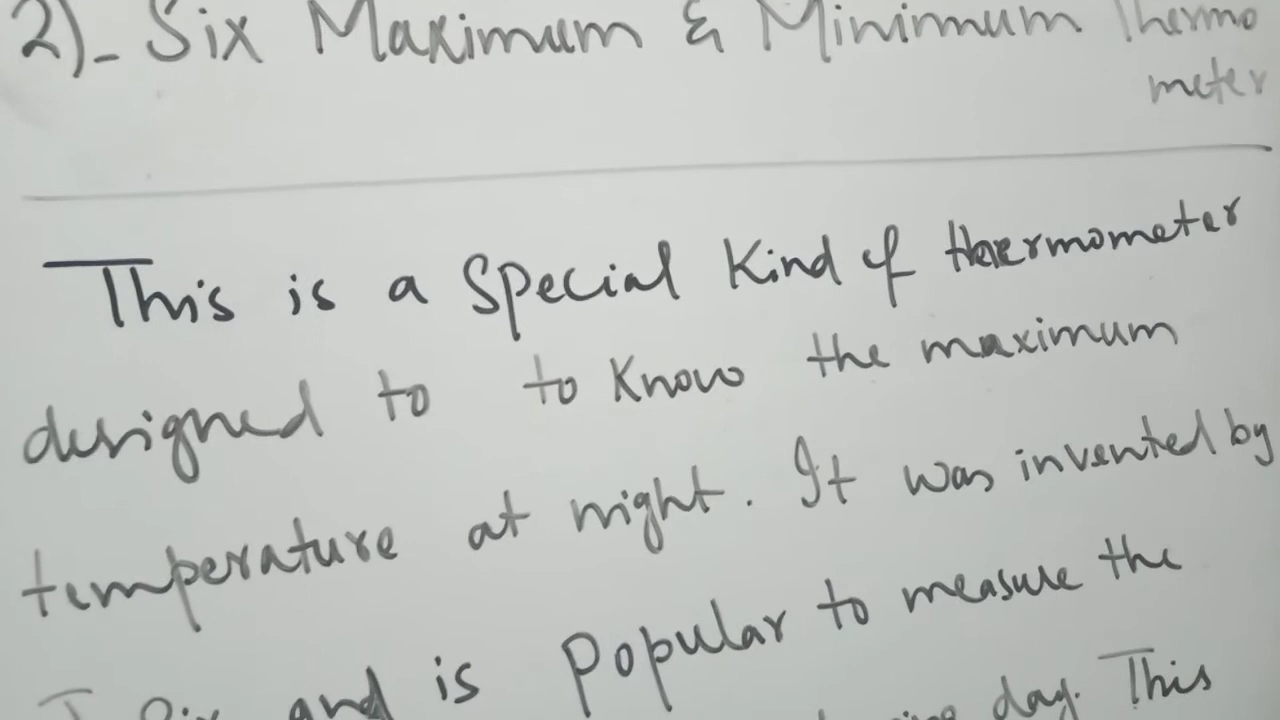 2)- Six Maximum & Minimum Thermo
meter
This is a Special Kind of thermometer
designed to to Know the maximum
temperature at night. It was invented by
J Six and is Popular to measure the
day. This